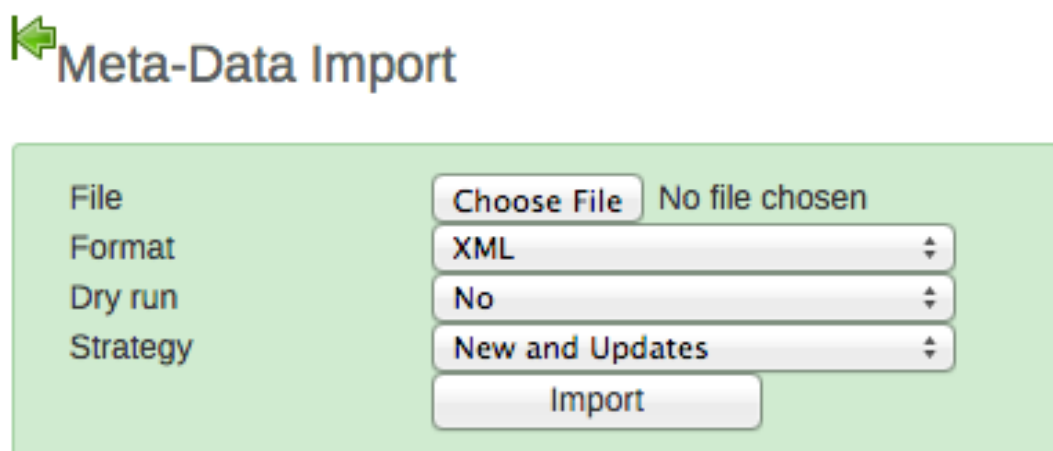 Meta-Data Import
File Choose File No file chosen
Format XML
Dry run No
Strategy New and Updates
Import